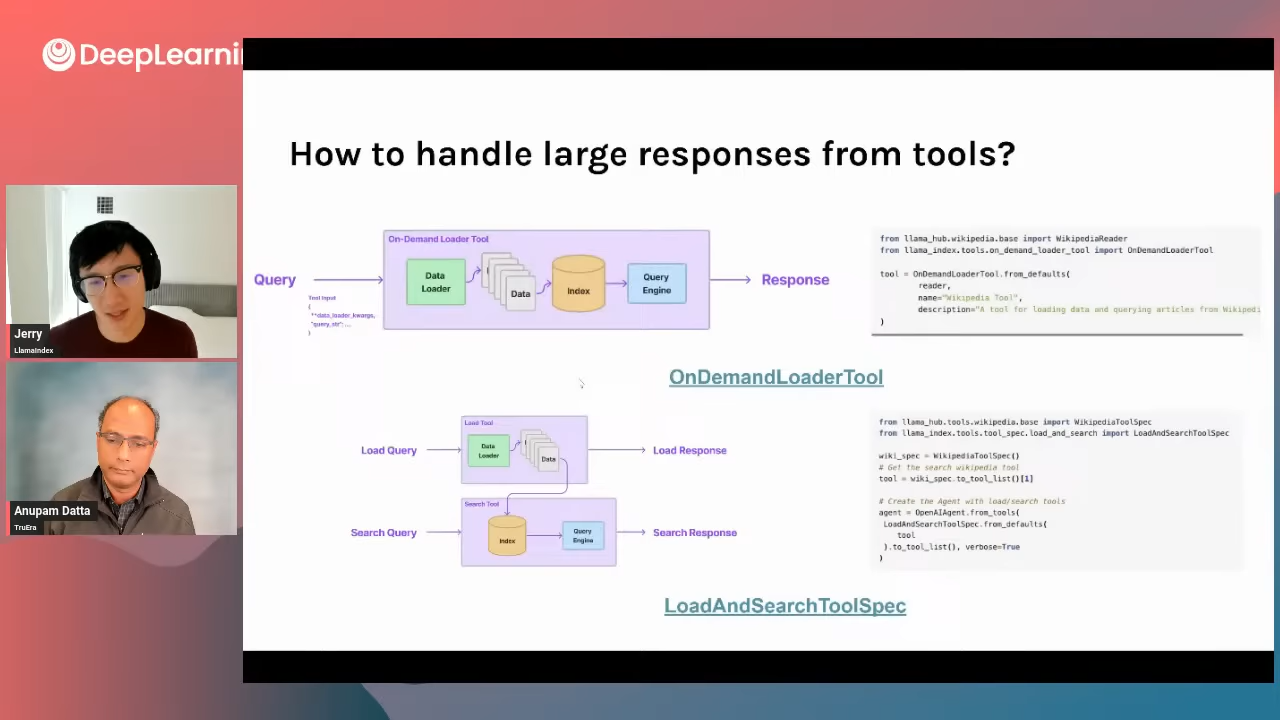 DeepLearni
How to handle large responses from tools?
On-Demand Loader Tool
Query
Data Loader
Data
Index
Query Engine
Response
Tool Input
{
**data_loader_kwargs,
"query_str": ...
}
from llama_hub.wikipedia.base import WikipediaReader
from llama_index.tools.on_demand_loader_tool import OnDemandLoaderTool
tool = OnDemandLoaderTool.from_defaults(
reader,
name="Wikipedia Tool",
description="A tool for loading data and querying articles from Wikipedi
)
OnDemandLoaderTool
Load Tool
Load Query
Data Loader
Data
Load Response
Search Tool
Search Query
Index
Query Engine
Search Response
from llama_hub.tools.wikipedia.base import WikipediaToolSpec
from llama_index.tools.tool_spec.load_and_search import LoadAndSearchToolSpec
wiki_spec = WikipediaToolSpec()
# Get the search wikipedia tool
tool = wiki_spec.to_tool_list()[1]
# Create the Agent with load/search tools
agent = OpenAIAgent.from_tools(
LoadAndSearchToolSpec.from_defaults(
tool
).to_tool_list(), verbose=True
)
LoadAndSearchToolSpec
Jerry
LlamaIndex
Anupam Datta
TruEra